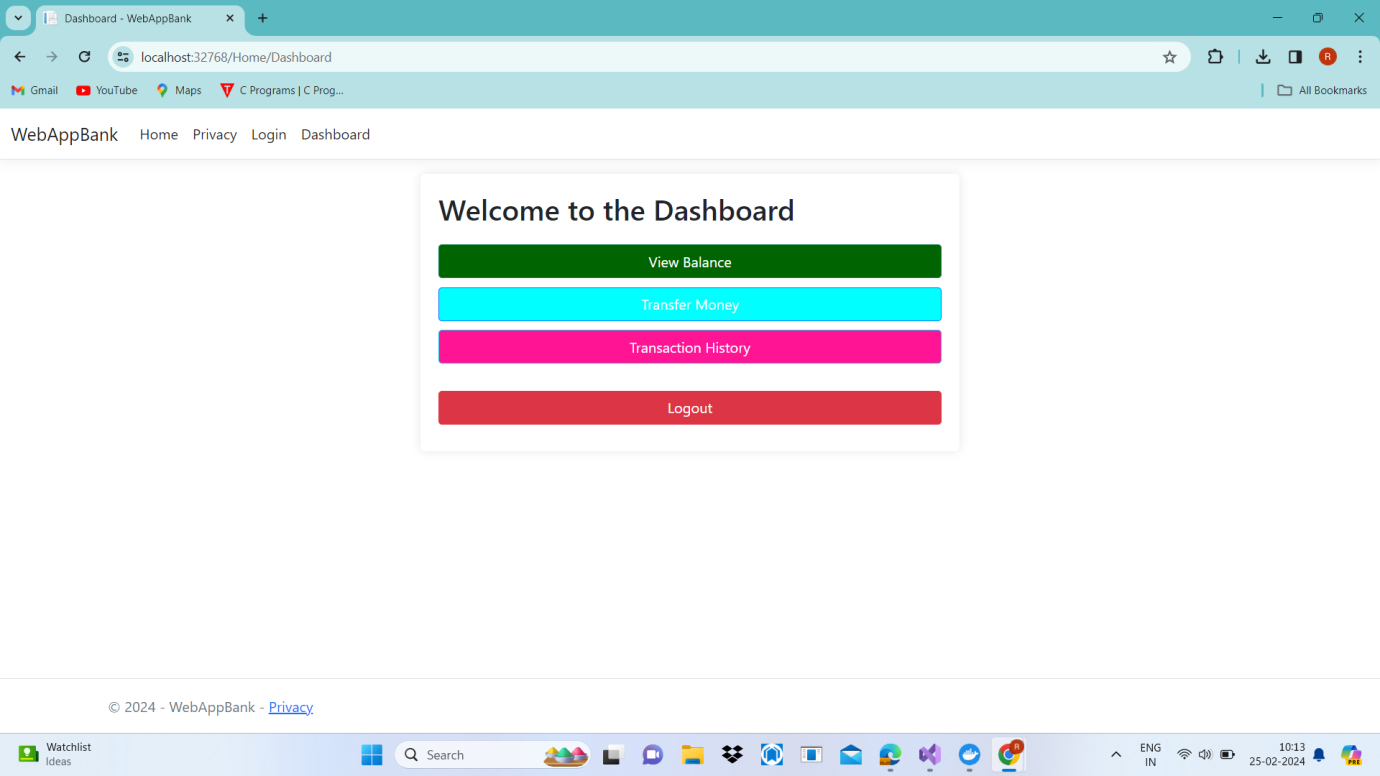 Dashboard - WebAppBank
localhost:32768/Home/Dashboard
R
Gmail YouTube Maps C Programs | C Prog... All Bookmarks
WebAppBank Home Privacy Login Dashboard
Welcome to the Dashboard
View Balance
Transfer Money
Transaction History
Logout
© 2024 - WebAppBank - Privacy
Watchlist
Ideas
Search
R
ENG
IN
10:13
25-02-2024
PRE